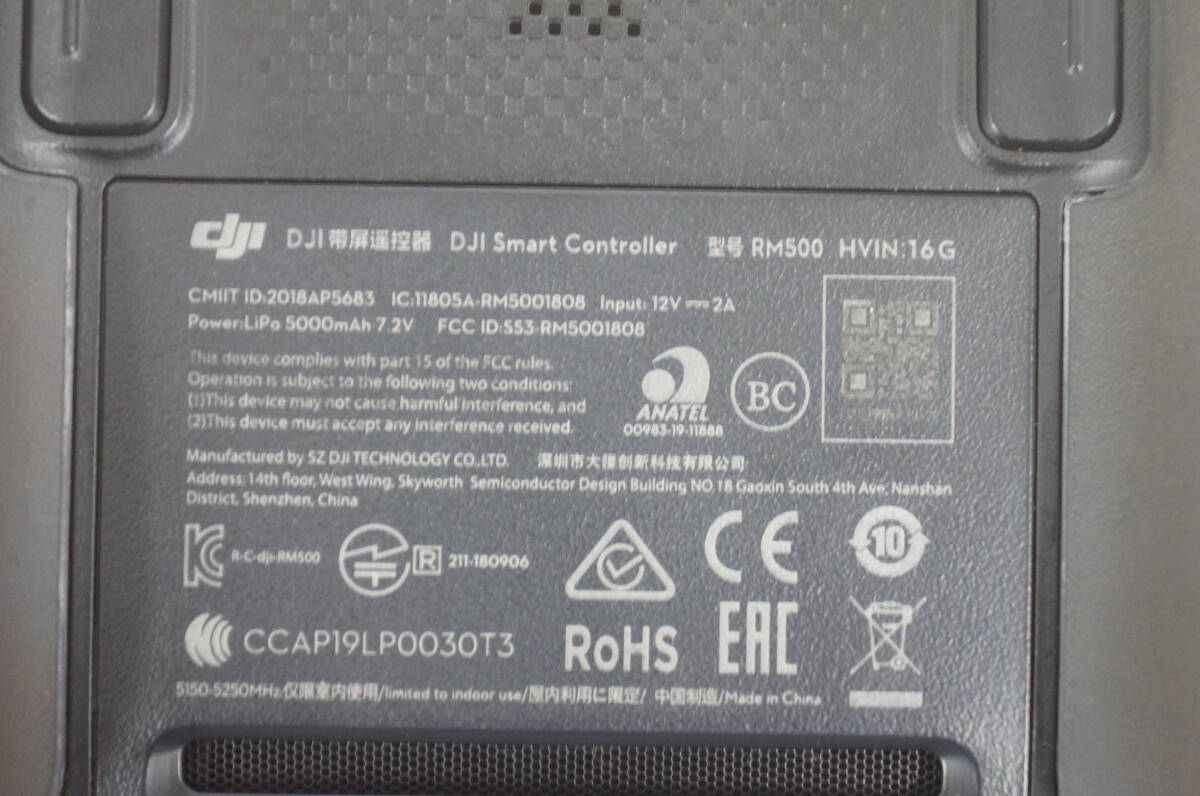 dji DJI 带屏遥控器 DJI Smart Controller 型号 RM500 HVIN:16G
CMIIT ID:2018AP5683 IC:11805A-RM5001808 Input: 12V⎓2A
Power:LiPo 5000mAh 7.2V FCC ID:SS3-RM5001808
This device complies with part 15 of the FCC rules.
Operation is subject to the following two conditions:
(1)This device may not cause harmful interference, and
(2)This device must accept any interference received.
ANATEL
00983-19-11888
BC
Manufactured by SZ DJI TECHNOLOGY CO.,LTD. 深圳市大疆创新科技有限公司
Address: 14th floor, West Wing, Skyworth Semiconductor Design Building NO.18 Gaoxin South 4th Ave, Nanshan
District, Shenzhen, China
R-C-dji-RM500 R 211-180906 CE 10
CCAP19LP0030T3 RoHS EAC
5150-5250MHz:仅限室内使用/limited to indoor use/屋内利用に限定/ 中国制造/Made in China